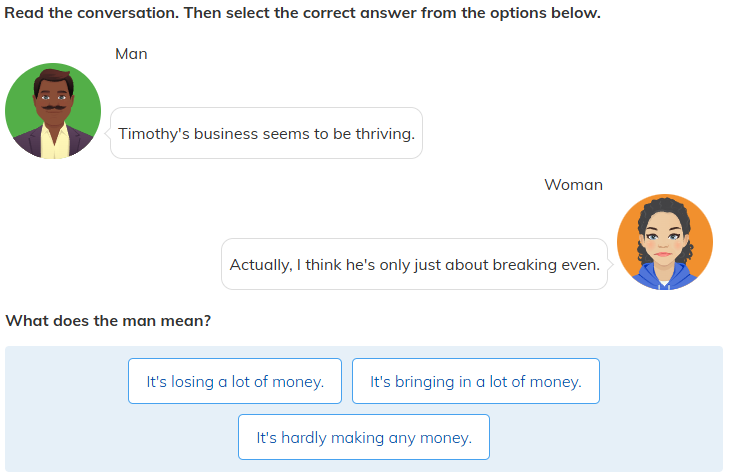 Read the conversation. Then select the correct answer from the options below.
Man
Timothy's business seems to be thriving.
Woman
Actually, I think he's only just about breaking even.
What does the man mean?
It's losing a lot of money.
It's bringing in a lot of money.
It's hardly making any money.